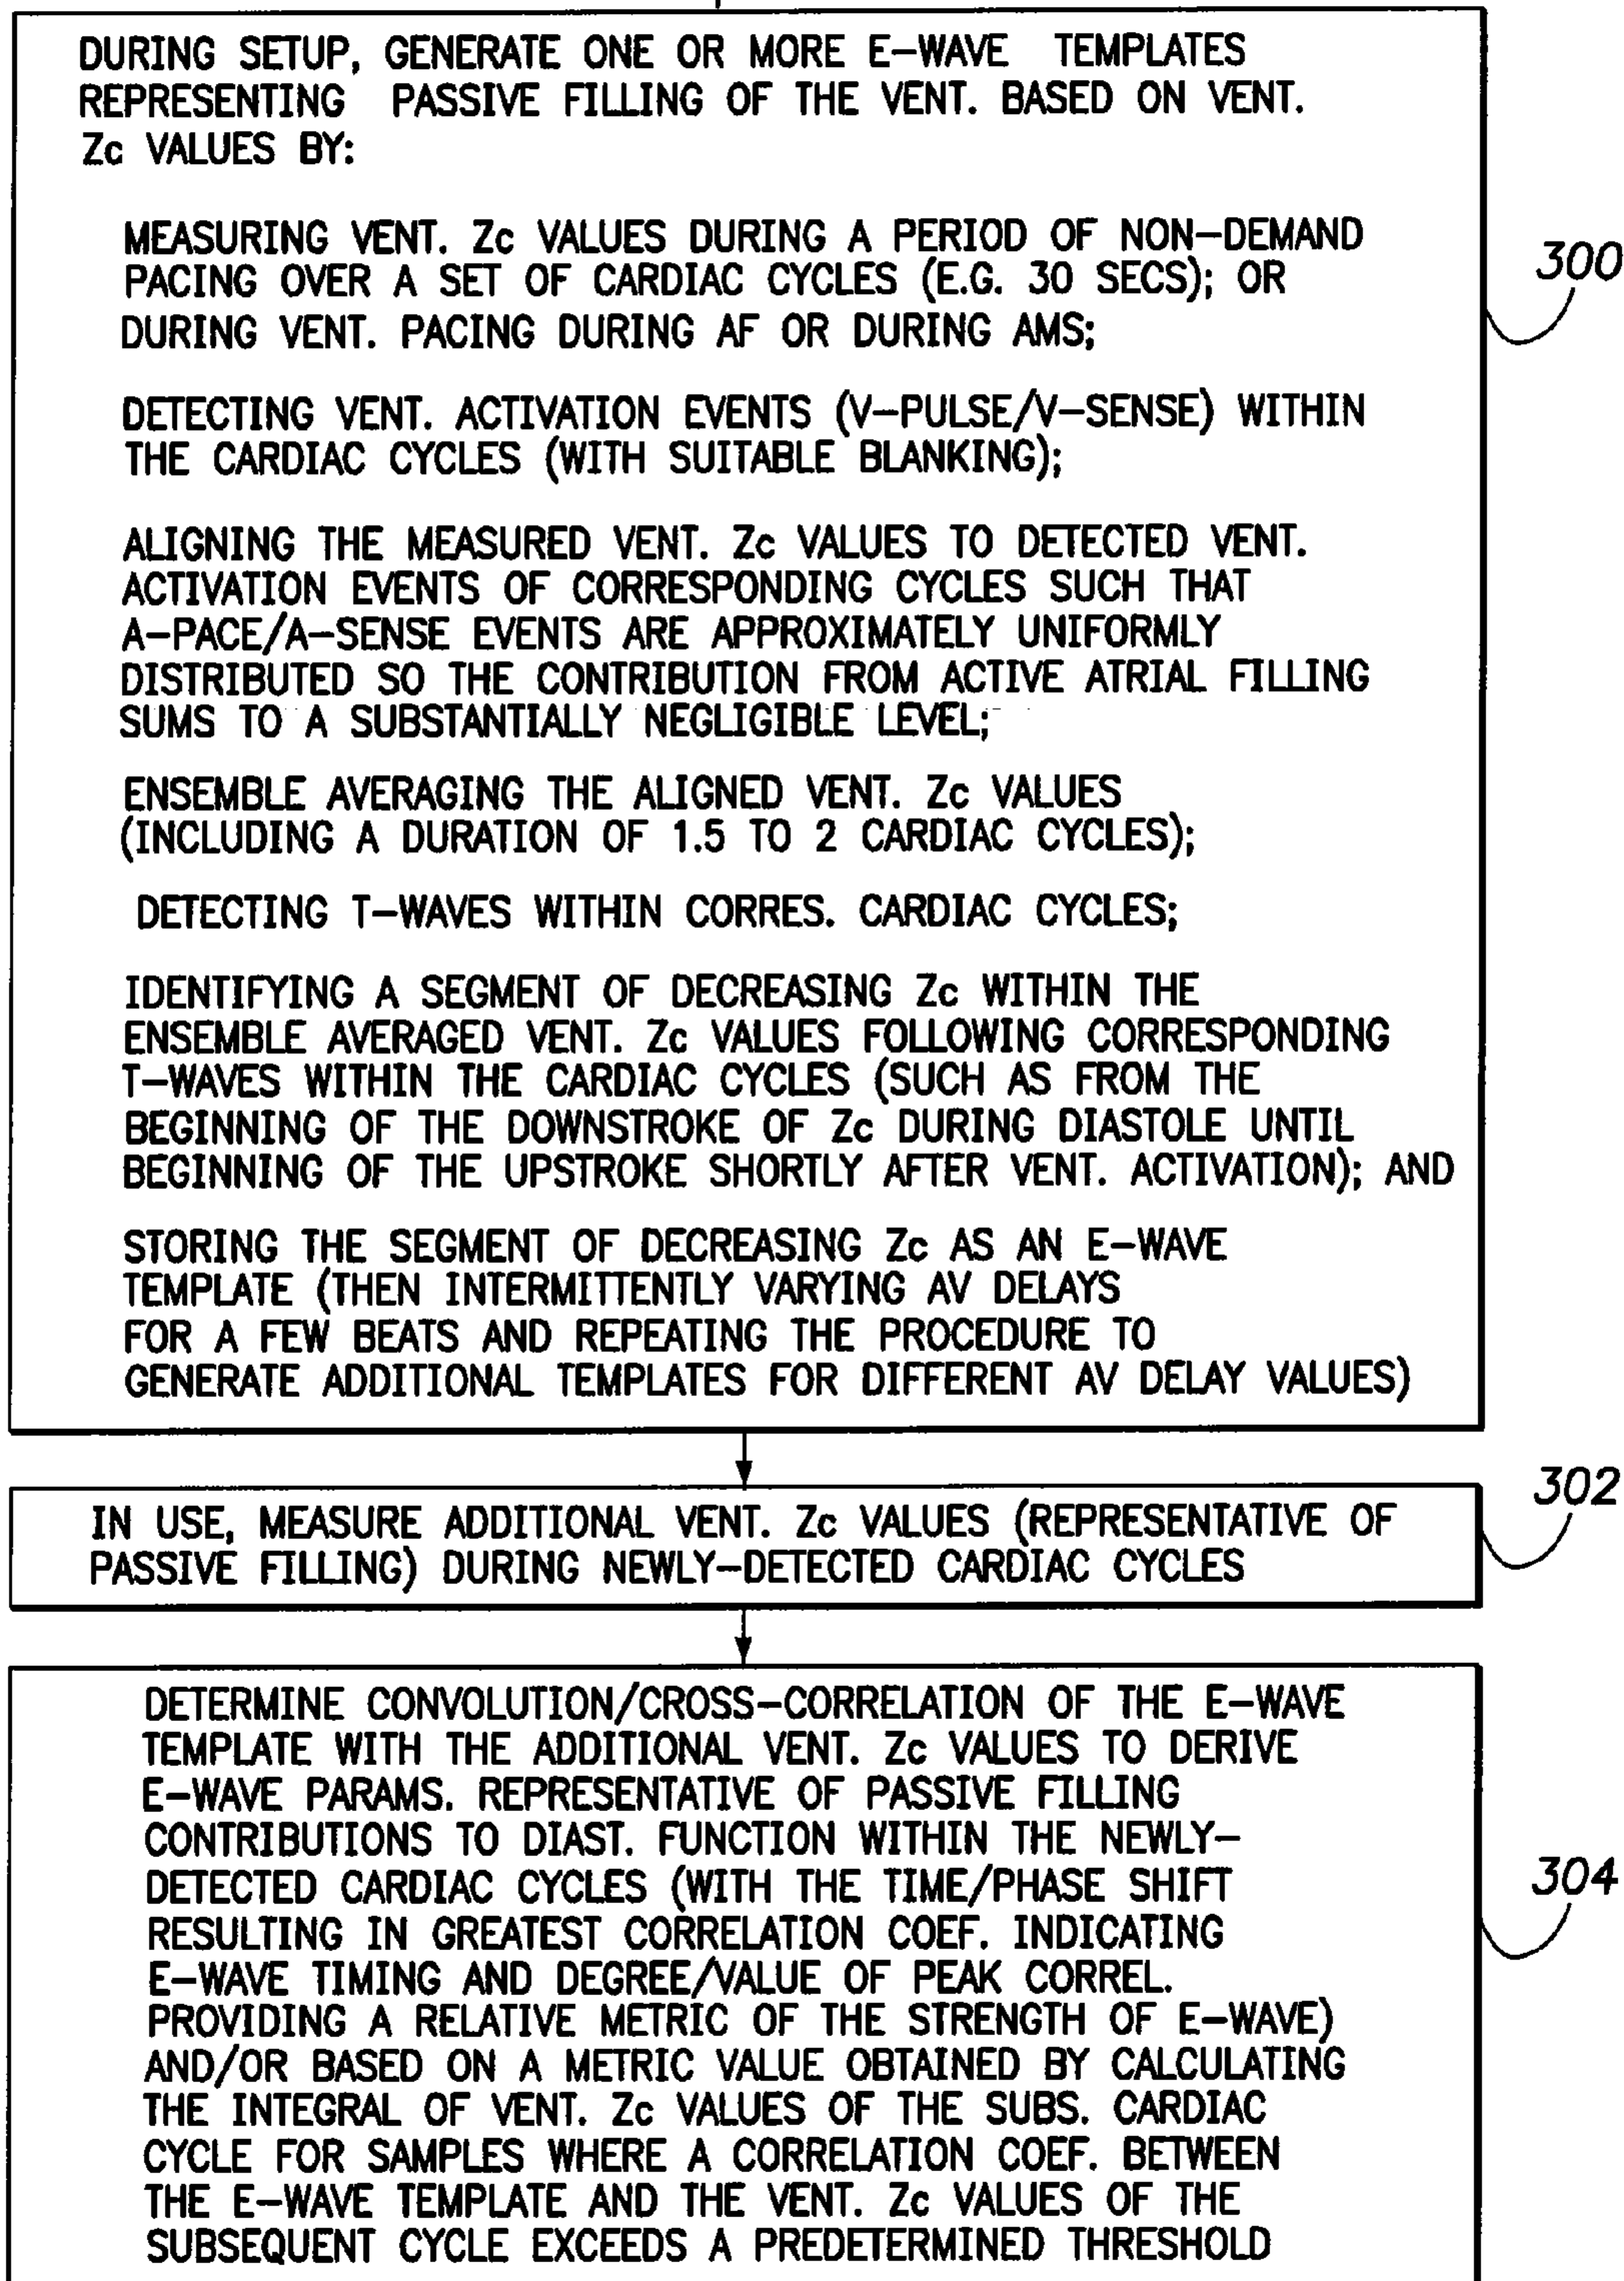 DURING SETUP, GENERATE ONE OR MORE E-WAVE TEMPLATES
REPRESENTING PASSIVE FILLING OF THE VENT. BASED ON VENT.
Zc VALUES BY:
MEASURING VENT. Zc VALUES DURING A PERIOD OF NON-DEMAND
PACING OVER A SET OF CARDIAC CYCLES (E.G. 30 SECS); OR
DURING VENT. PACING DURING AF OR DURING AMS;
300
DETECTING VENT. ACTIVATION EVENTS (V-PULSE/V-SENSE) WITHIN
THE CARDIAC CYCLES (WITH SUITABLE BLANKING);
ALIGNING THE MEASURED VENT. Zc VALUES TO DETECTED VENT.
ACTIVATION EVENTS OF CORRESPONDING CYCLES SUCH THAT
A-PACE/A-SENSE EVENTS ARE APPROXIMATELY UNIFORMLY
DISTRIBUTED SO THE CONTRIBUTION FROM ACTIVE ATRIAL FILLING
SUMS TO A SUBSTANTIALLY NEGLIGIBLE LEVEL;
ENSEMBLE AVERAGING THE ALIGNED VENT. Zc VALUES
(INCLUDING A DURATION OF 1.5 TO 2 CARDIAC CYCLES);
DETECTING T-WAVES WITHIN CORRES. CARDIAC CYCLES;
IDENTIFYING A SEGMENT OF DECREASING Zc WITHIN THE
ENSEMBLE AVERAGED VENT. Zc VALUES FOLLOWING CORRESPONDING
T-WAVES WITHIN THE CARDIAC CYCLES (SUCH AS FROM THE
BEGINNING OF THE DOWNSTROKE OF Zc DURING DIASTOLE UNTIL
BEGINNING OF THE UPSTROKE SHORTLY AFTER VENT. ACTIVATION); AND
STORING THE SEGMENT OF DECREASING Zc AS AN E-WAVE
TEMPLATE (THEN INTERMITTENTLY VARYING AV DELAYS
FOR A FEW BEATS AND REPEATING THE PROCEDURE TO
GENERATE ADDITIONAL TEMPLATES FOR DIFFERENT AV DELAY VALUES)
302
IN USE, MEASURE ADDITIONAL VENT. Zc VALUES (REPRESENTATIVE OF
PASSIVE FILLING) DURING NEWLY-DETECTED CARDIAC CYCLES
DETERMINE CONVOLUTION/CROSS-CORRELATION OF THE E-WAVE
TEMPLATE WITH THE ADDITIONAL VENT. Zc VALUES TO DERIVE
E-WAVE PARAMS. REPRESENTATIVE OF PASSIVE FILLING
CONTRIBUTIONS TO DIAST. FUNCTION WITHIN THE NEWLY-
DETECTED CARDIAC CYCLES (WITH THE TIME/PHASE SHIFT
304
RESULTING IN GREATEST CORRELATION COEF. INDICATING
E-WAVE TIMING AND DEGREE/VALUE OF PEAK CORREL.
PROVIDING A RELATIVE METRIC OF THE STRENGTH OF E-WAVE)
AND/OR BASED ON A METRIC VALUE OBTAINED BY CALCULATING
THE INTEGRAL OF VENT. Zc VALUES OF THE SUBS. CARDIAC
CYCLE FOR SAMPLES WHERE A CORRELATION COEF. BETWEEN
THE E-WAVE TEMPLATE AND THE VENT. Zc VALUES OF THE
SUBSEQUENT CYCLE EXCEEDS A PREDETERMINED THRESHOLD